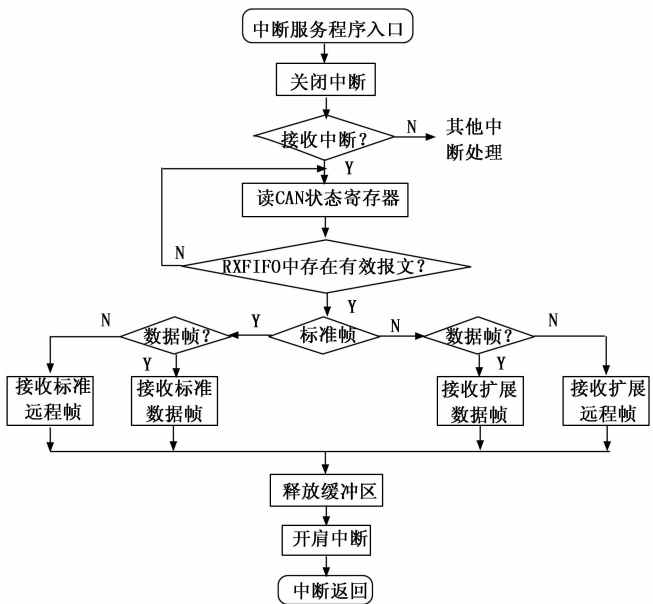 中断服务程序入口
关闭中断
接收中断？
N
其他中
断处理
Y
读CAN状态寄存器
N
RXFIFO中存在有效报文？
Y
N
数据帧？
Y
标准帧
N
数据帧？
N
Y
Y
接收标准
远程帧
接收标准
数据帧
接收扩展
数据帧
接收扩展
远程帧
释放缓冲区
开肩中断
中断返回